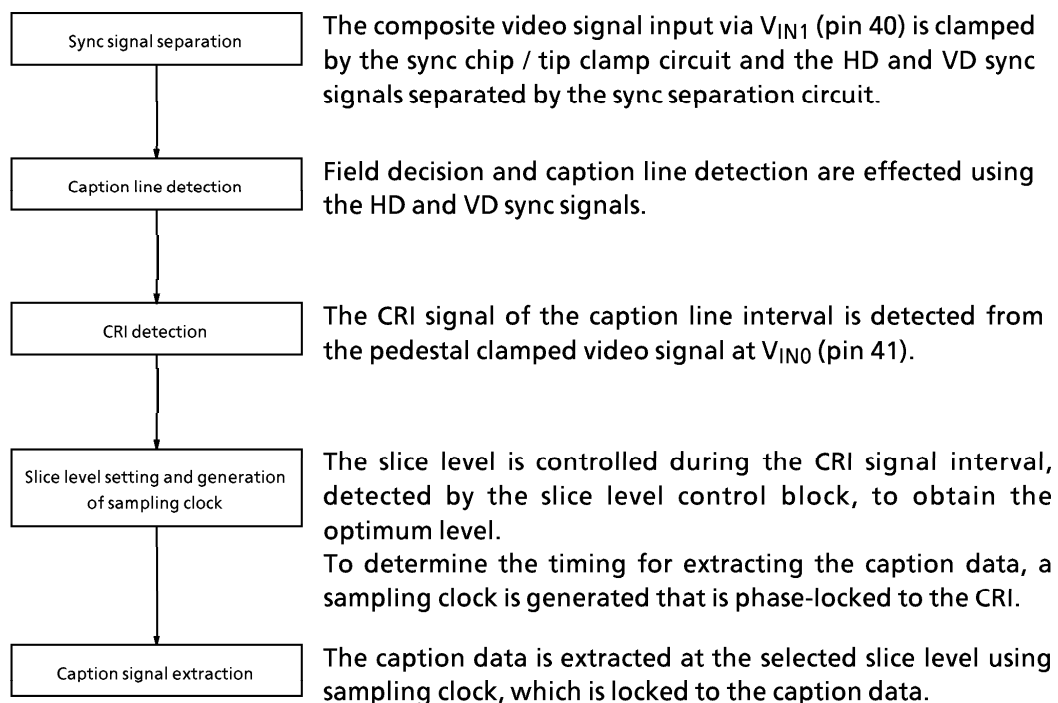 Sync signal separation
The composite video signal input via VIN1 (pin 40) is clamped
by the sync chip / tip clamp circuit and the HD and VD sync
signals separated by the sync separation circuit.
Caption line detection
Field decision and caption line detection are effected using
the HD and VD sync signals.
CRI detection
The CRI signal of the caption line interval is detected from
the pedestal clamped video signal at VIN0 (pin 41).
Slice level setting and generation
of sampling clock
The slice level is controlled during the CRI signal interval,
detected by the slice level control block, to obtain the
optimum level.
To determine the timing for extracting the caption data, a
sampling clock is generated that is phase-locked to the CRI.
Caption signal extraction
The caption data is extracted at the selected slice level using
sampling clock, which is locked to the caption data.